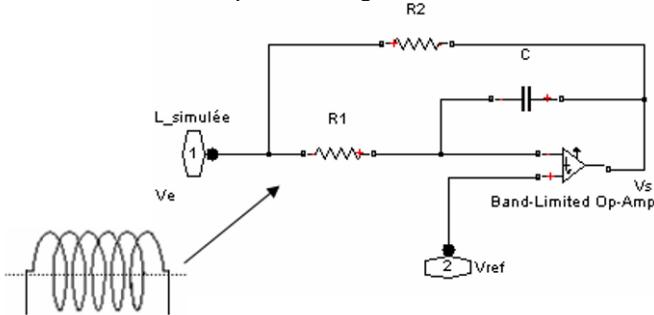 R2
C
L_simulée
R1
1
Ve
Vs
Band-Limited Op-Amp
2
Vref